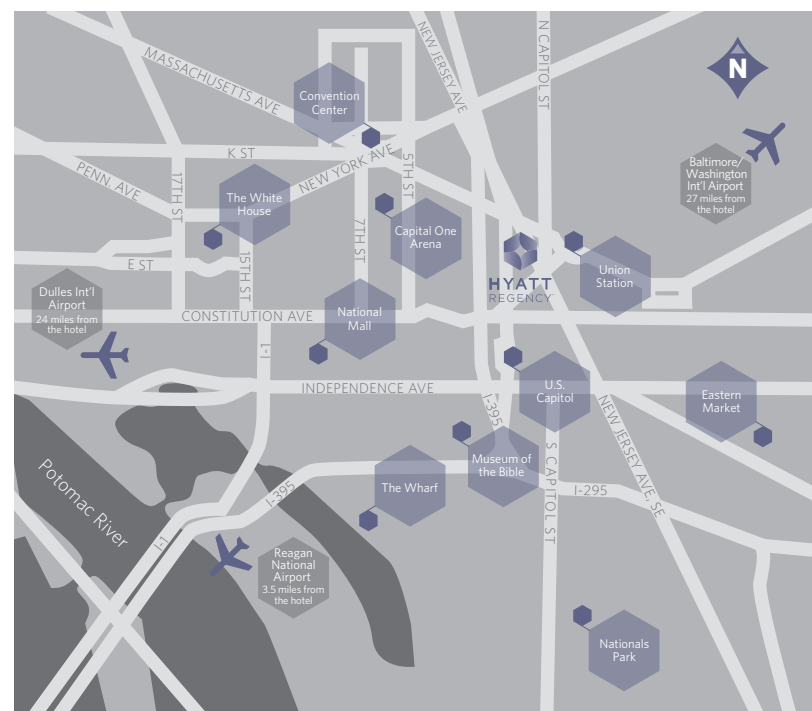 MASSACHUSETTS AVE
NEW JERSEY AVE
N CAPITOL ST
N
Convention
Center
K ST
NEW YORK AVE
5TH ST
Baltimore/
Washington
Int'l Airport
27 miles from
the hotel
PENN. AVE
17TH ST
The White
House
7TH ST
Capital One
Arena
E ST
15TH ST
HYATT
REGENCY
Union
Station
Dulles Int'l
Airport
24 miles from
the hotel
CONSTITUTION AVE
National
Mall
I-1
INDEPENDENCE AVE
I-395
U.S.
Capitol
Eastern
Market
NEW JERSEY AVE, SE
Museum of
the Bible
S CAPITOL ST
The Wharf
I-295
I-395
Potomac River
I-1
Reagan
National
Airport
3.5 miles from
the hotel
Nationals
Park